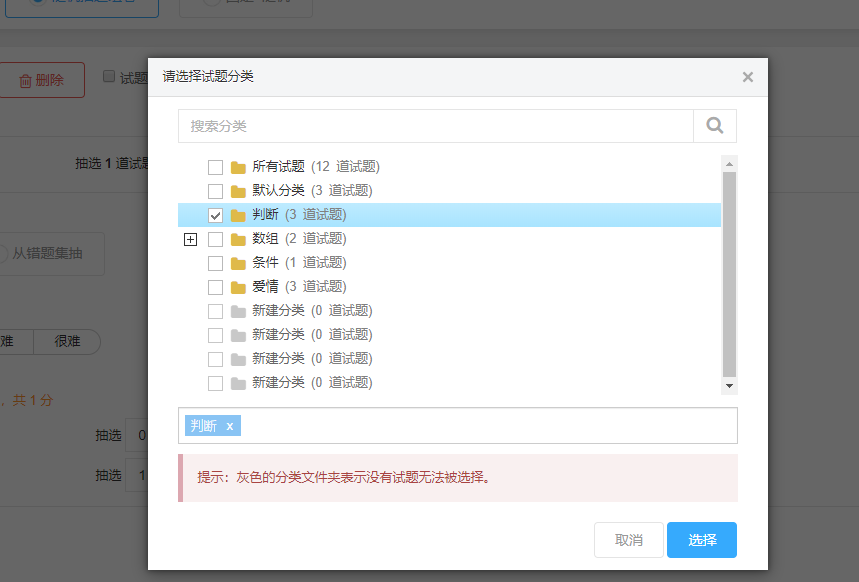 请选择试题分类
×
删除
试题
搜索分类
抽选 1 道试题
所有试题 (12 道试题)
默认分类 (3 道试题)
判断 (3 道试题)
数组 (2 道试题)
从错题集抽
条件 (1 道试题)
爱情 (3 道试题)
新建分类 (0 道试题)
新建分类 (0 道试题)
难
很难
新建分类 (0 道试题)
新建分类 (0 道试题)
，共 1 分
判断 x
抽选 0
抽选 1
提示：灰色的分类文件夹表示没有试题无法被选择。
取消
选择